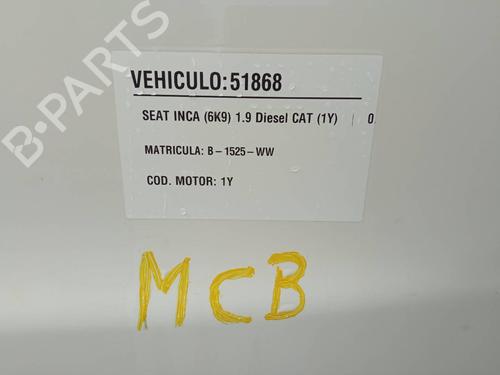 B-PARTS
VEHICULO:51868
SEAT INCA (6K9) 1.9 Diesel CAT (1Y) | 0
MATRICULA: B-1525-WW
COD. MOTOR: 1Y
MCB